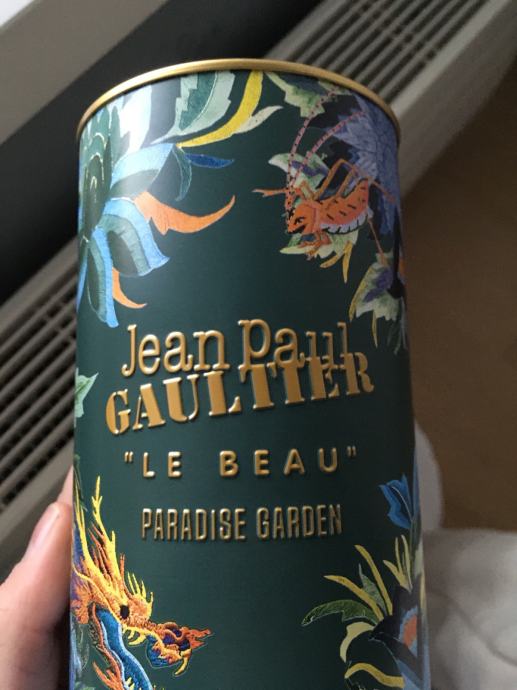 Jean Paul
GAULTIER
"LE BEAU"
PARADISE GARDEN